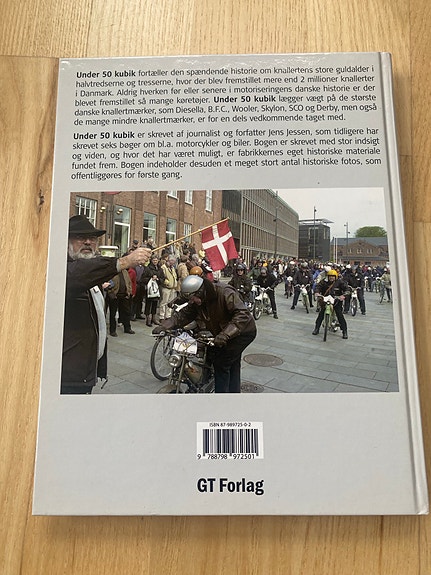 Under 50 kubik fortæller den spændende historie om knallertens store guldalder i
halvtredserne og tresserne, hvor der blev fremstillet mere end 2 millioner knallerter
i Danmark. Aldrig hverken før eller senere i motoriseringens danske historie er der
blevet fremstillet så mange køretøjer. Under 50 kubik lægger vægt på de største
danske knallertmærker, som Diesella, B.F.C., Wooler, Skylon, SCO og Derby, men også
de mange mindre knallertmærker, er for en dels vedkommende taget med.
Under 50 kubik er skrevet af journalist og forfatter Jens Jessen, som tidligere har
skrevet seks bøger om bl.a. motorcykler og biler. Bogen er skrevet med stor indsigt
og viden, og hvor det har været muligt, er fabrikkernes eget historiske materiale
fundet frem. Bogen indeholder desuden et meget stort antal historiske fotos, som
offentliggøres for første gang.
ISBN 87-989725-0-2
9 788798 972501
GT Forlag